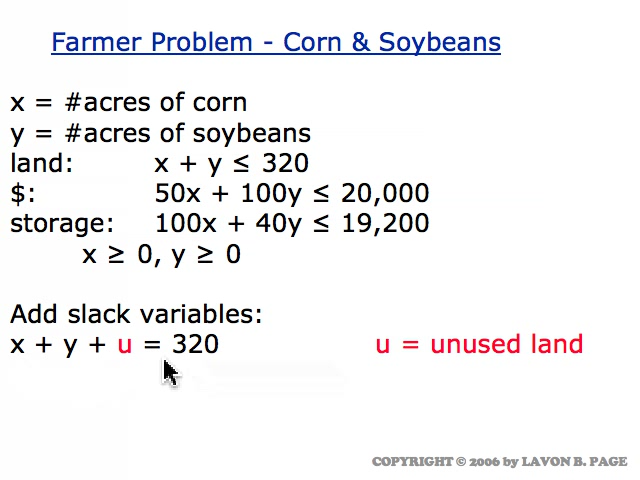 Farmer Problem - Corn & Soybeans
x = #acres of corn
y = #acres of soybeans
land: x + y ≤ 320
$: 50x + 100y ≤ 20,000
storage: 100x + 40y ≤ 19,200
x ≥ 0, y ≥ 0
Add slack variables:
x + y + u = 320 u = unused land
COPYRIGHT © 2006 by LAVON B. PAGE